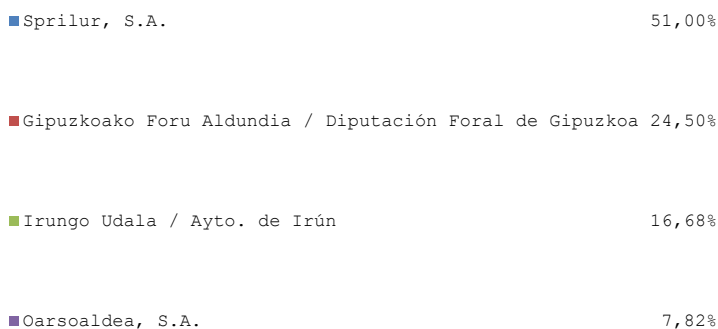 Sprilur, S.A. 51,00%
Gipuzkoako Foru Aldundia / Diputación Foral de Gipuzkoa 24,50%
Irungo Udala / Ayto. de Irún 16,68%
Oarsoaldea, S.A. 7,82%